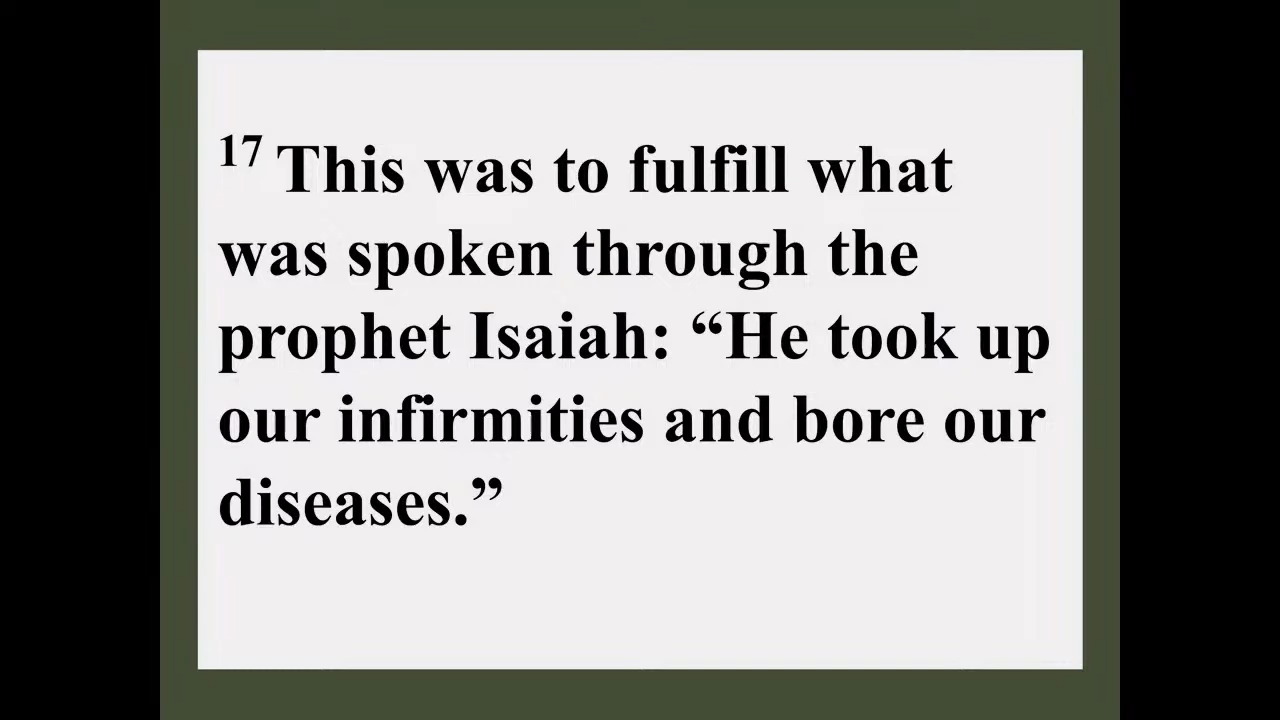 17 This was to fulfill what
was spoken through the
prophet Isaiah: “He took up
our infirmities and bore our
diseases.”